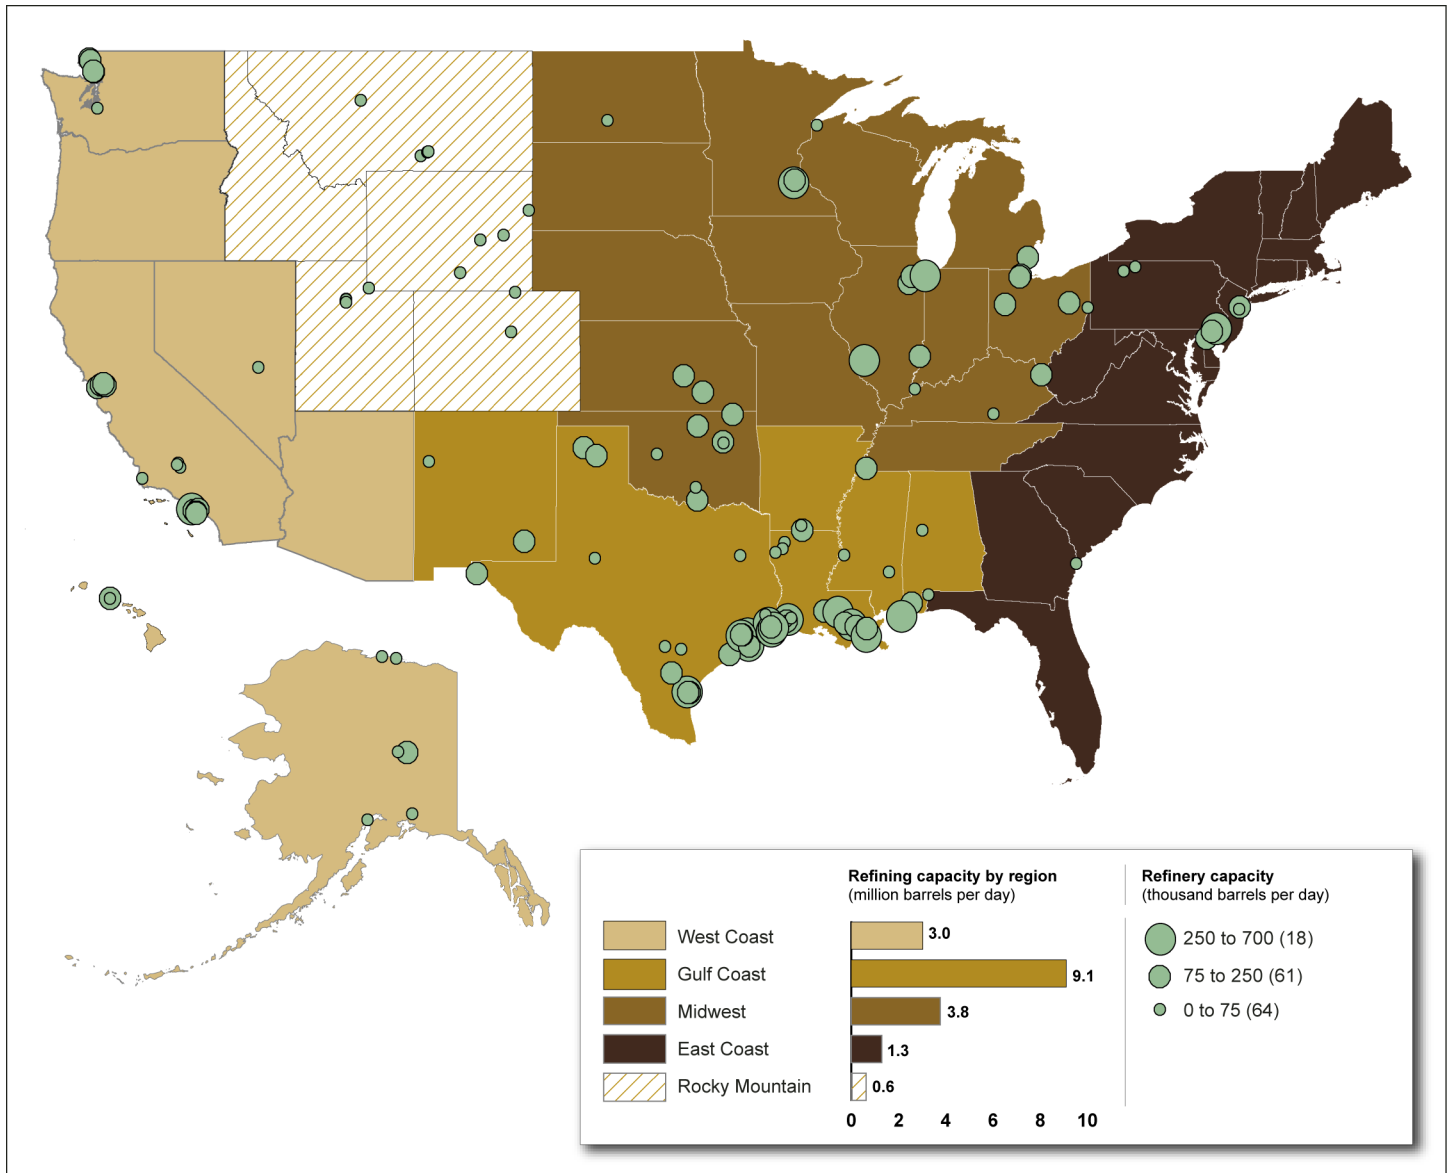 Refining capacity by region
(million barrels per day)
Refinery capacity
(thousand barrels per day)
West Coast
3.0
250 to 700 (18)
Gulf Coast
9.1
75 to 250 (61)
Midwest
3.8
0 to 75 (64)
East Coast
1.3
Rocky Mountain
0.6
0 2 4 6 8 10